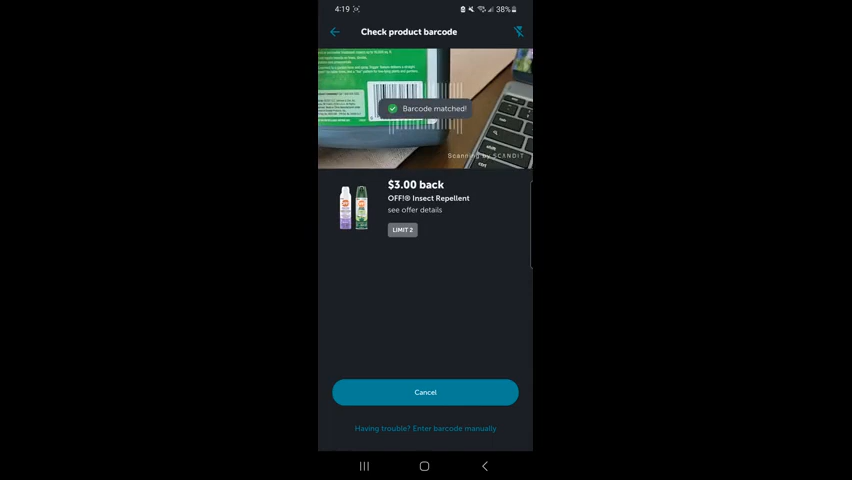 4:19
38%
Check product barcode
Barcode matched!
Scanning by SCANDIT
$3.00 back
OFF!® Insect Repellent
see offer details
LIMIT 2
Cancel
Having trouble? Enter barcode manually